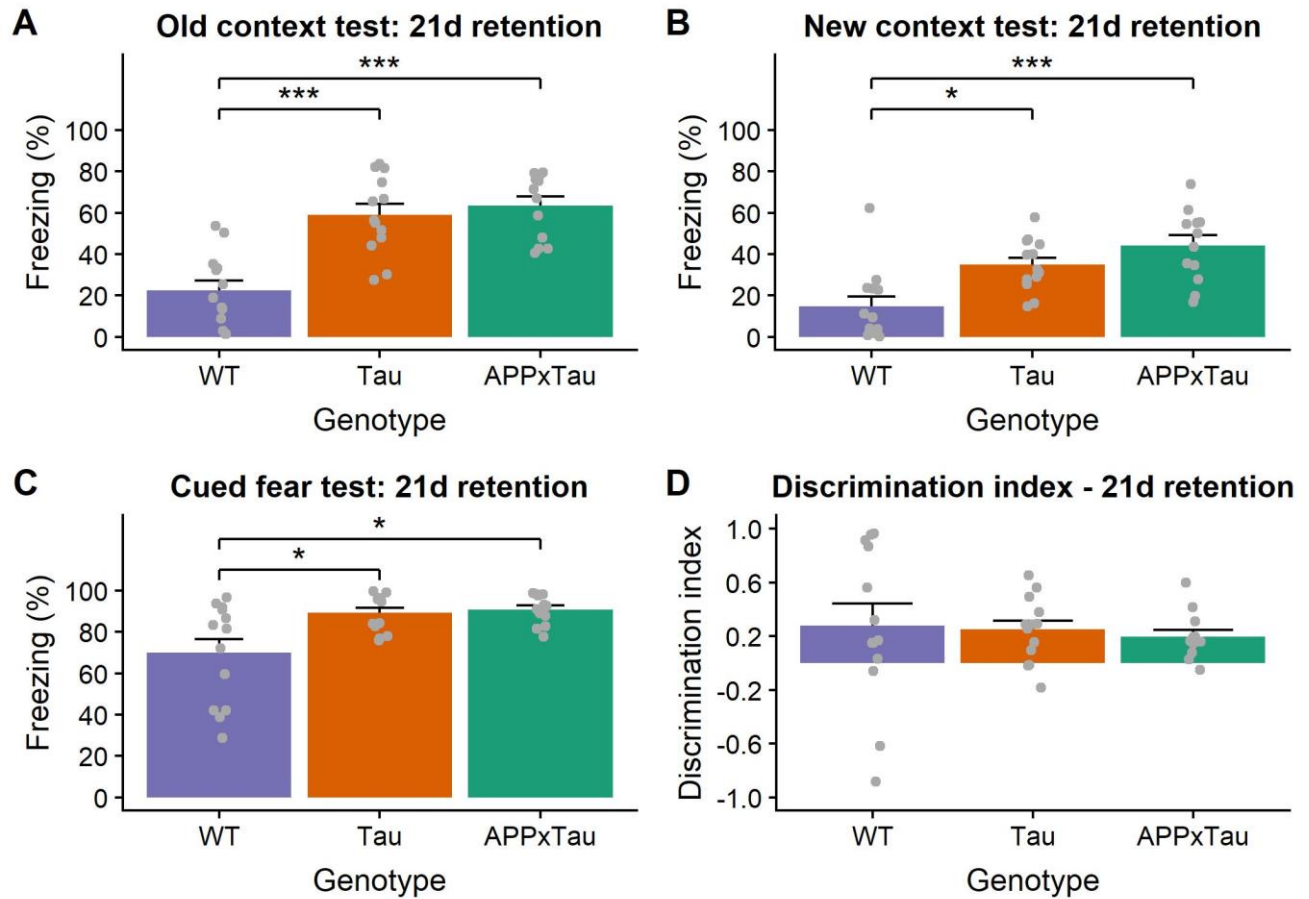 A Old context test: 21d retention
***
***
Freezing (%)
100
80
60
40
20
0
WT Tau APPxTau
Genotype
B New context test: 21d retention
***
*
Freezing (%)
100
80
60
40
20
0
WT Tau APPxTau
Genotype
C Cued fear test: 21d retention
*
*
Freezing (%)
100
80
60
40
20
0
WT Tau APPxTau
Genotype
D Discrimination index - 21d retention
Discrimination index
1.0
0.6
0.2
-0.2
-0.6
-1.0
WT Tau APPxTau
Genotype